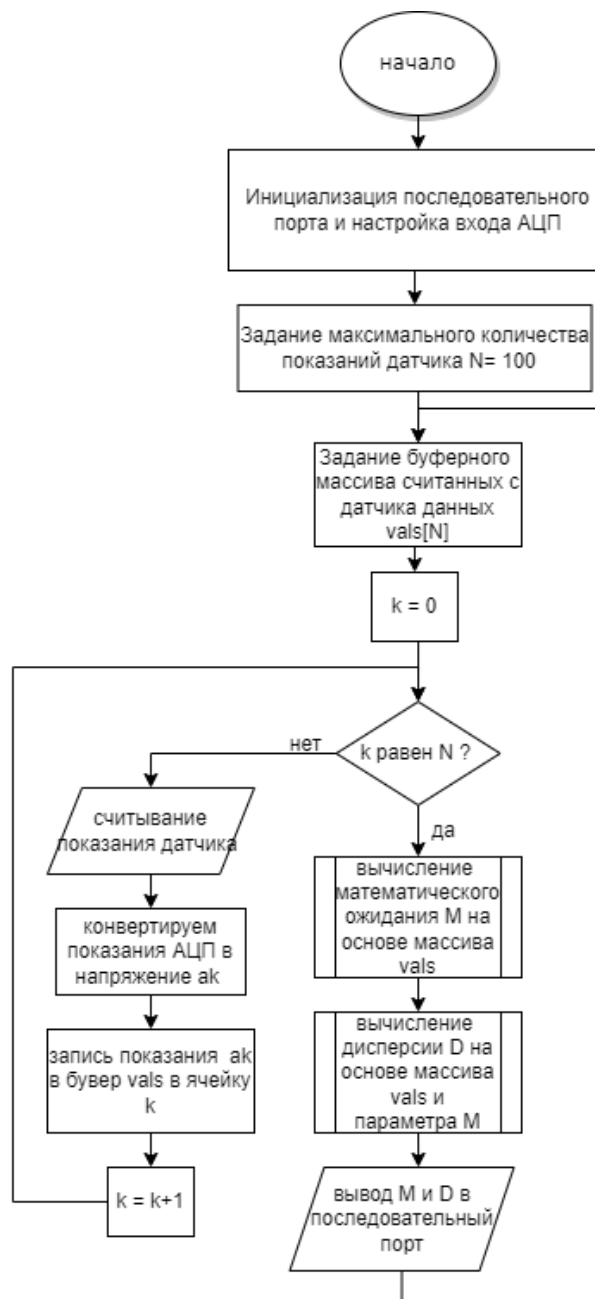 начало
Инициализация последовательного
порта и настройка входа АЦП
Задание максимального количества
показаний датчика N= 100
Задание буферного
массива считанных с
датчика данных
vals[N]
k = 0
k равен N ?
нет
да
считывание
показания датчика
конвертируем
показания АЦП в
напряжение ak
запись показания ak
в бувер vals в ячейку
k
k = k+1
вычисление
математического
ожидания M на
основе массива
vals
вычисление
дисперсии D на
основе массива
vals и
параметра M
вывод M и D в
последовательный
порт